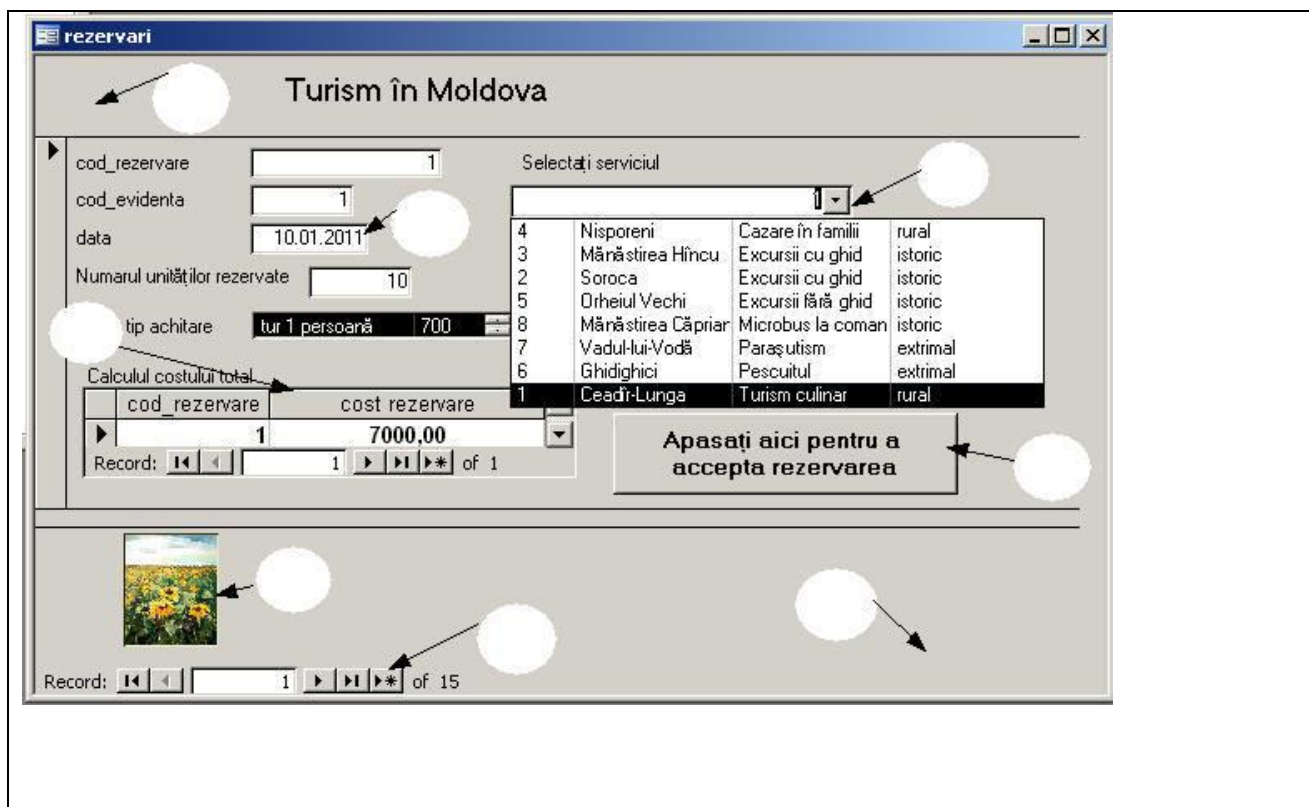 rezervari
Turism în Moldova
cod_rezervare 1
Selectați serviciul
cod_evidenta 1
1
data 10.01.2011
4 Nisporeni Cazare în familii rural
3 Mănăstirea Hîncu Excursii cu ghid istoric
Numarul unităților rezervate 10
2 Soroca Excursii cu ghid istoric
5 Orheiul Vechi Excursii fără ghid istoric
tip achitare tur 1 persoană 700
8 Mănăstirea Căprian Microbus la coman istoric
7 Vadul-lui-Vodă Parașutism extrimal
6 Ghidighici Pescuitul extrimal
1 Ceadîr-Lunga Turism culinar rural
Calculul costului total
cod_rezervare cost rezervare
1 7000,00
Record: 1 of 1
Apasați aici pentru a
accepta rezervarea
Record: 1 of 15